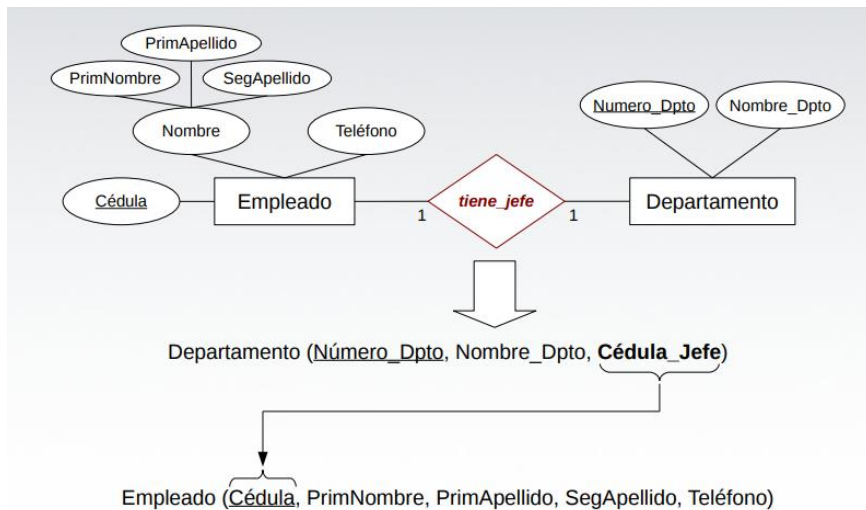 PrimApellido
PrimNombre
SegApellido
Nombre
Teléfono
Numero_Dpto
Nombre_Dpto
Cédula
Empleado
1
tiene_jefe
1
Departamento
Departamento (Número_Dpto, Nombre_Dpto, Cédula_Jefe)
Empleado (Cédula, PrimNombre, PrimApellido, SegApellido, Teléfono)